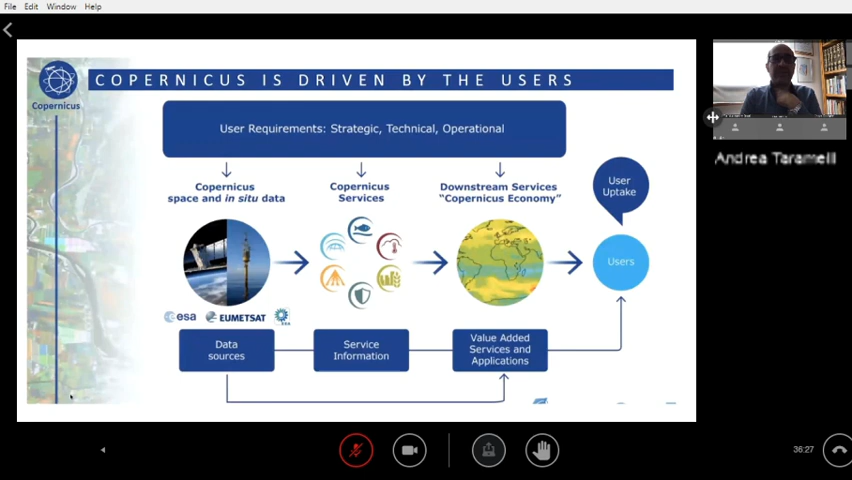 File Edit Window Help
COPERNICUS IS DRIVEN BY THE USERS
Copernicus
User Requirements: Strategic, Technical, Operational
Copernicus
space and in situ data
Copernicus
Services
Downstream Services
“Copernicus Economy”
User
Uptake
Users
esa
EUMETSAT
Data
sources
Service
Information
Value Added
Services and
Applications
Andrea Taramelli
36:27